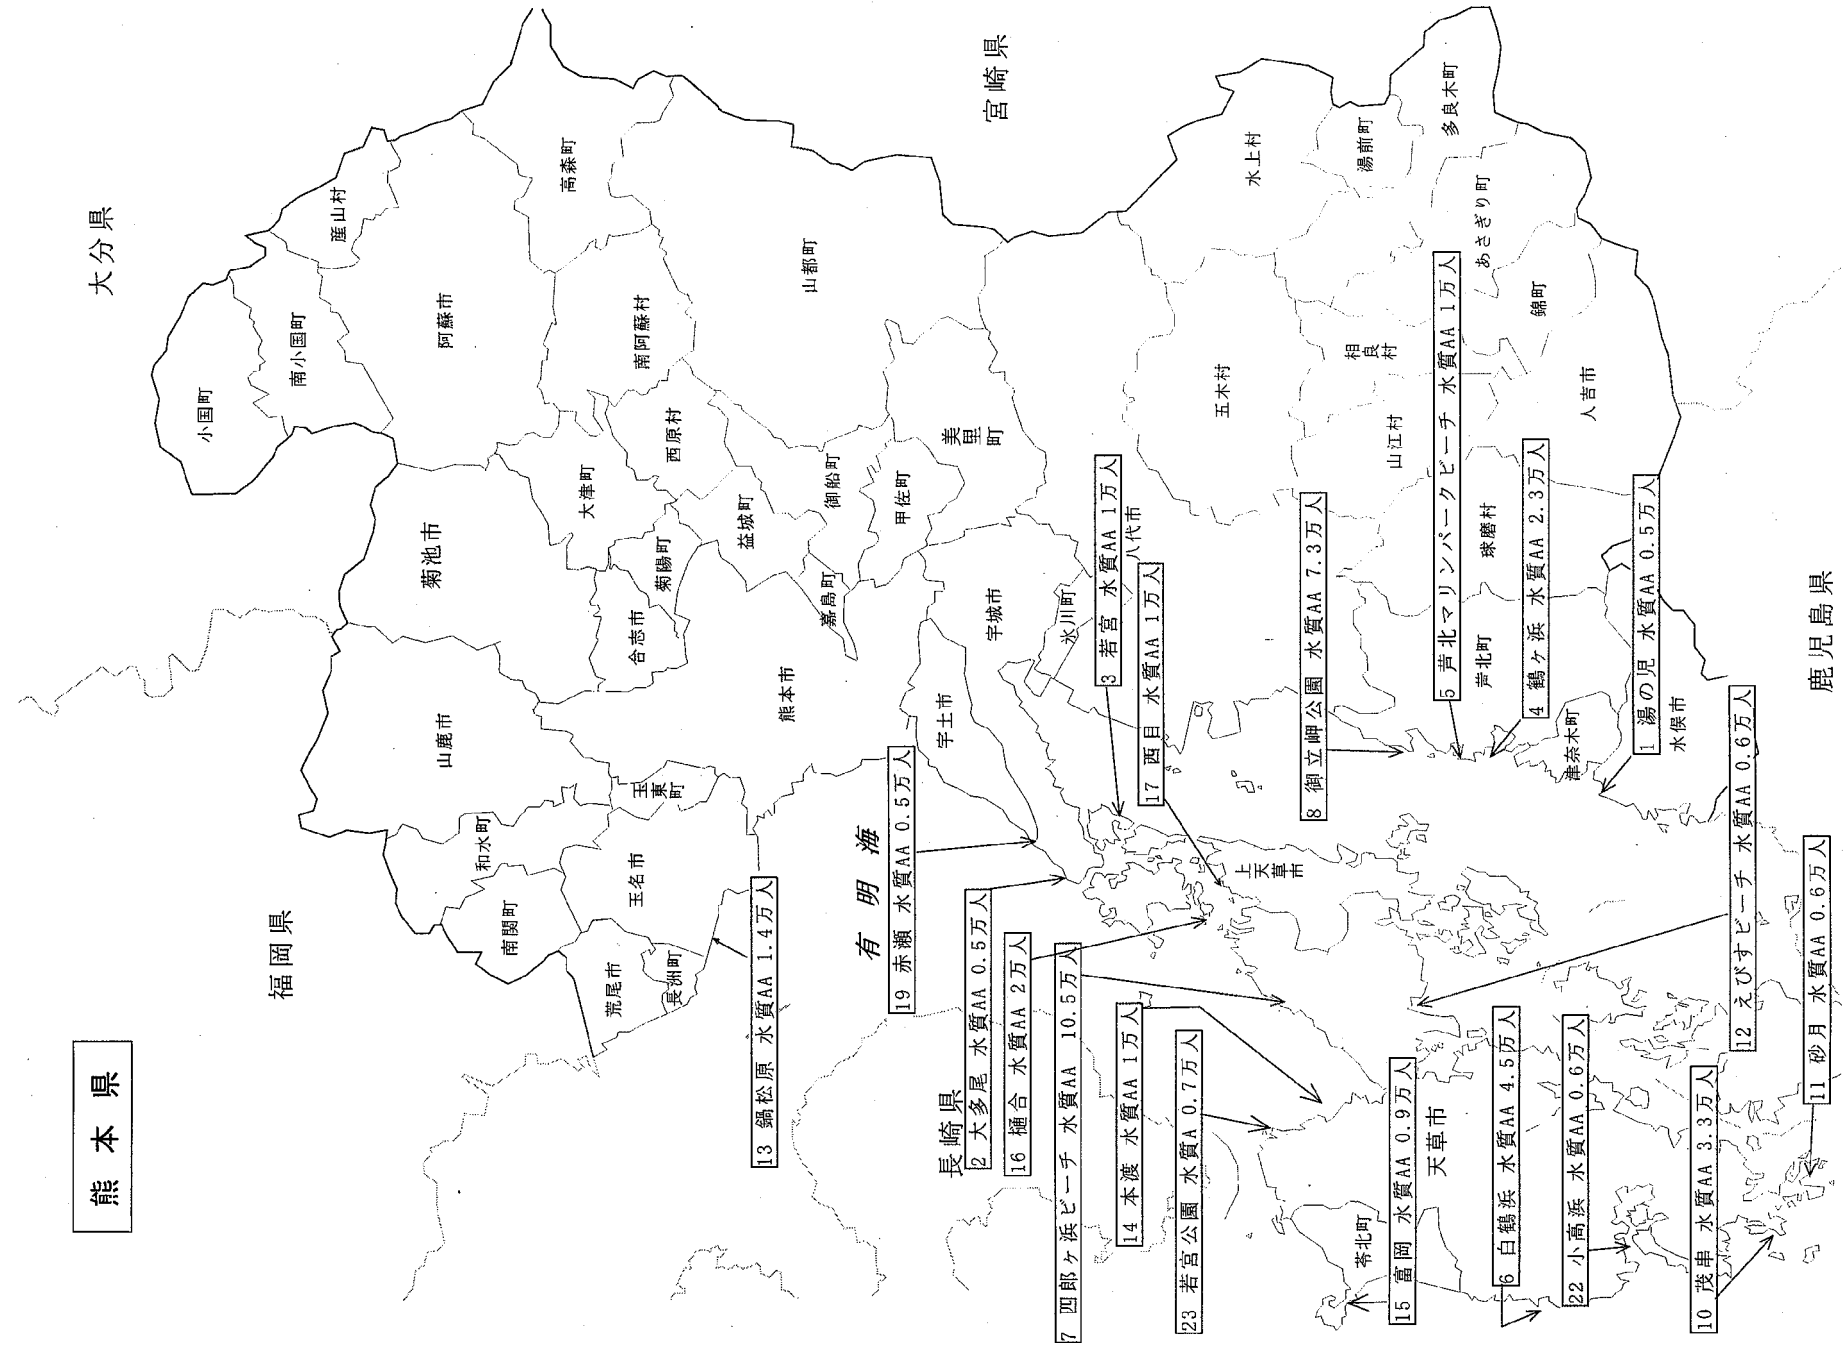 熊本県
大分県
福岡県
宮崎県
長崎県
鹿児島県
有明海
小国町
南小国町
産山村
阿蘇市
高森町
南阿蘇村
山都町
菊池市
大津町
西原村
菊陽町
合志市
益城町
御船町
嘉島町
甲佐町
美里町
山鹿市
熊本市
玉東町
和水町
南関町
玉名市
荒尾市
長洲町
宇土市
宇城市
氷川町
八代市
五木村
水上村
湯前町
多良木町
あさぎり町
相良村
山江村
錦町
人吉市
球磨村
芦北町
津奈木町
水俣市
上天草市
天草市
苓北町
13 鍋松原 水質AA 1.4万人
19 赤瀬 水質AA 0.5万人
2 大多尾 水質AA 0.5万人
16 樋合 水質AA 2万人
7 四郎ヶ浜ビーチ 水質AA 10.5万人
14 本渡 水質AA 1万人
23 若宮公園 水質A 0.7万人
15 富岡 水質AA 0.9万人
6 白鶴浜 水質AA 4.5万人
22 小高浜 水質AA 0.6万人
10 茂串 水質AA 3.3万人
11 砂月 水質AA 0.6万人
12 えびすビーチ 水質AA 0.6万人
3 若宮 水質AA 1万人
17 西目 水質AA 1万人
8 御立岬公園 水質AA 7.3万人
5 芦北マリンパークビーチ 水質AA 1万人
4 鶴ヶ浜 水質AA 2.3万人
1 湯の児 水質AA 0.5万人